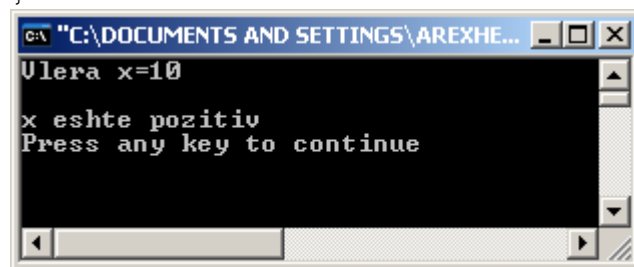 "C:\DOCUMENTS AND SETTINGS\AREXHE...
Vlera x=10
x eshte pozitiv
Press any key to continue